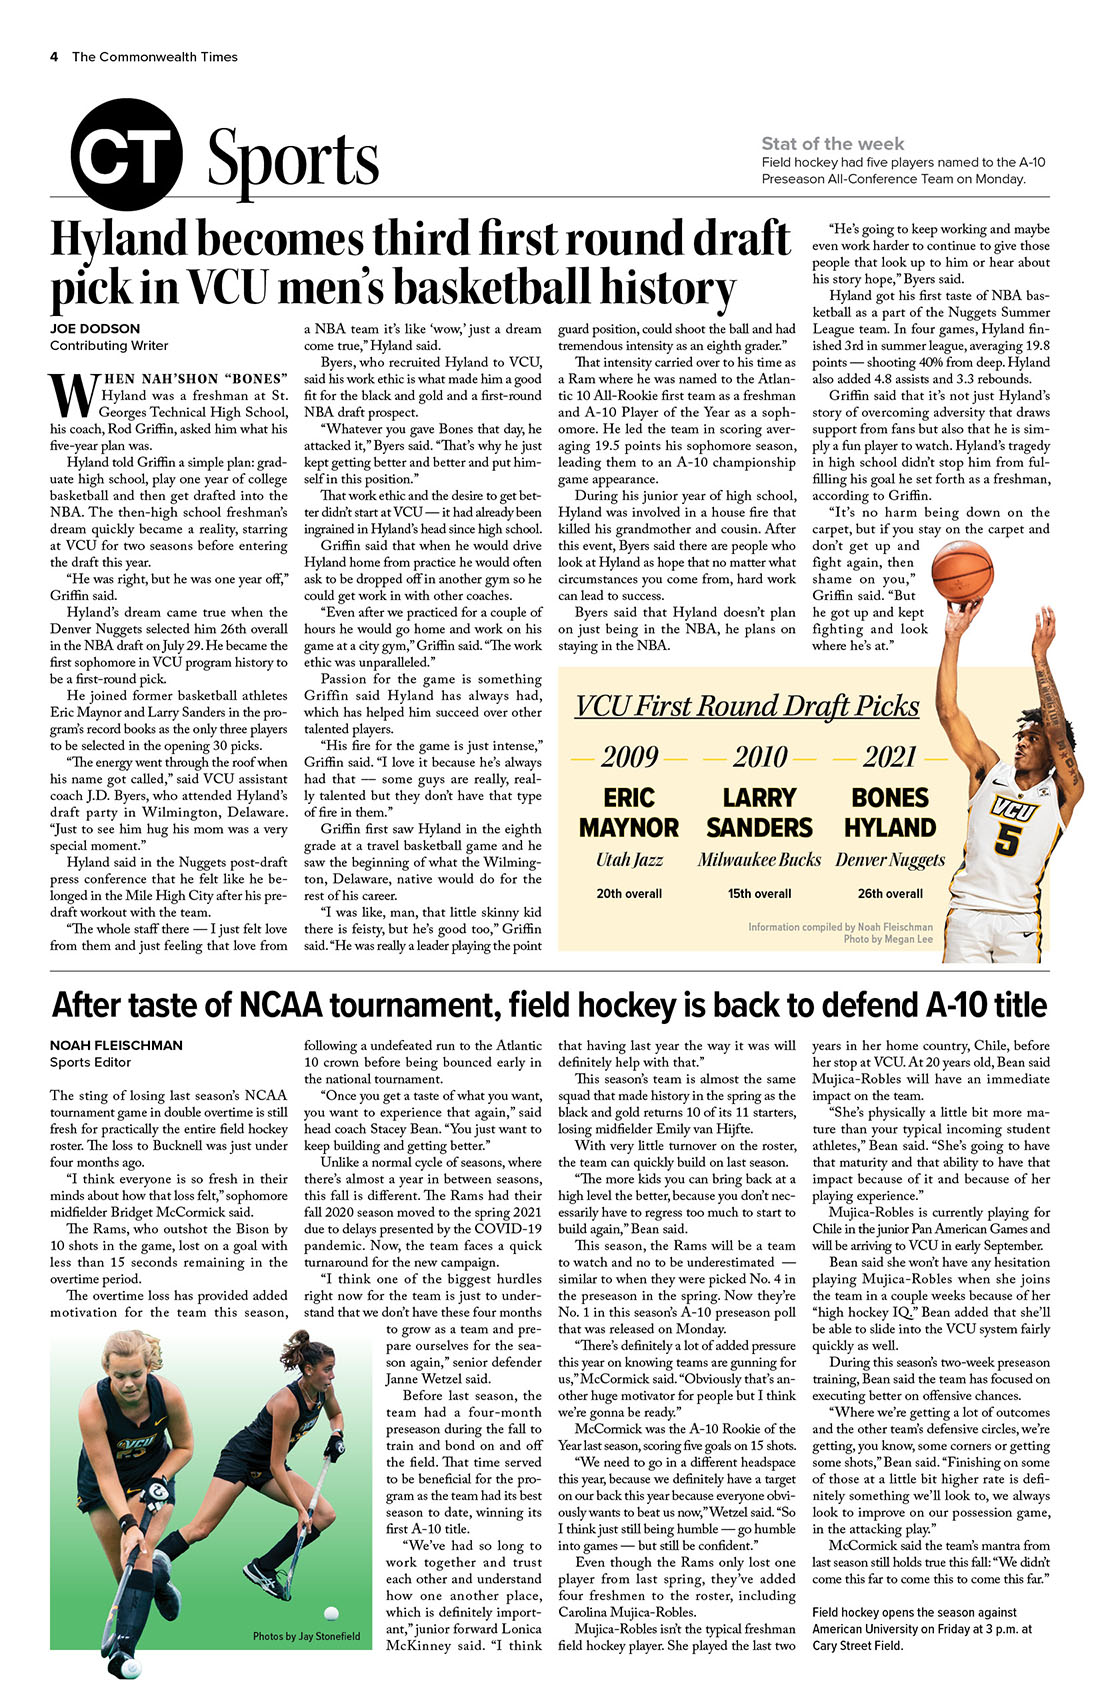 4 The Commonwealth Times
CT Sports
Stat of the week
Field hockey had five players named to the A-10
Preseason All-Conference Team on Monday.
Hyland becomes third first round draft
pick in VCU men’s basketball history
JOE DODSON
Contributing Writer
WHEN NAH’SHON “BONES”
Hyland was a freshman at St.
Georges Technical High School,
his coach, Rod Griffin, asked him what his
five-year plan was.
Hyland told Griffin a simple plan: grad-
uate high school, play one year of college
basketball and then get drafted into the
NBA. The then-high school freshman’s
dream quickly became a reality, starring
at VCU for two seasons before entering
the draft this year.
“He was right, but he was one year off,”
Griffin said.
Hyland’s dream came true when the
Denver Nuggets selected him 26th overall
in the NBA draft on July 29. He became the
first sophomore in VCU program history to
be a first-round pick.
He joined former basketball athletes
Eric Maynor and Larry Sanders in the pro-
gram’s record books as the only three players
to be selected in the opening 30 picks.
“The energy went through the roof when
his name got called,” said VCU assistant
coach J.D. Byers, who attended Hyland’s
draft party in Wilmington, Delaware.
“Just to see him hug his mom was a very
special moment.”
Hyland said in the Nuggets post-draft
press conference that he felt like he be-
longed in the Mile High City after his pre-
draft workout with the team.
“The whole staff there — I just felt love
from them and just feeling that love from
a NBA team it’s like ‘wow,’ just a dream
come true,” Hyland said.
Byers, who recruited Hyland to VCU,
said his work ethic is what made him a good
fit for the black and gold and a first-round
NBA draft prospect.
“Whatever you gave Bones that day, he
attacked it,” Byers said. “That’s why he just
kept getting better and better and put him-
self in this position.”
That work ethic and the desire to get bet-
ter didn’t start at VCU — it had already been
ingrained in Hyland’s head since high school.
Griffin said that when he would drive
Hyland home from practice he would often
ask to be dropped off in another gym so he
could get work in with other coaches.
“Even after we practiced for a couple of
hours he would go home and work on his
game at a city gym,” Griffin said. “The work
ethic was unparalleled.”
Passion for the game is something
Griffin said Hyland has always had,
which has helped him succeed over other
talented players.
“His fire for the game is just intense,”
Griffin said. “I love it because he’s always
had that — some guys are really, real-
ly talented but they don’t have that type
of fire in them.”
Griffin first saw Hyland in the eighth
grade at a travel basketball game and he
saw the beginning of what the Wilming-
ton, Delaware, native would do for the
rest of his career.
“I was like, man, that little skinny kid
there is feisty, but he’s good too,” Griffin
said. “He was really a leader playing the point
guard position, could shoot the ball and had
tremendous intensity as an eighth grader.”
That intensity carried over to his time as
a Ram where he was named to the Atlan-
tic 10 All-Rookie first team as a freshman
and A-10 Player of the Year as a soph-
omore. He led the team in scoring aver-
aging 19.5 points his sophomore season,
leading them to an A-10 championship
game appearance.
During his junior year of high school,
Hyland was involved in a house fire that
killed his grandmother and cousin. After
this event, Byers said there are people who
look at Hyland as hope that no matter what
circumstances you come from, hard work
can lead to success.
Byers said that Hyland doesn’t plan
on just being in the NBA, he plans on
staying in the NBA.
“He’s going to keep working and maybe
even work harder to continue to give those
people that look up to him or hear about
his story hope,” Byers said.
Hyland got his first taste of NBA bas-
ketball as a part of the Nuggets Summer
League team. In four games, Hyland fin-
ished 3rd in summer league, averaging 19.8
points — shooting 40% from deep. Hyland
also added 4.8 assists and 3.3 rebounds.
Griffin said that it’s not just Hyland’s
story of overcoming adversity that draws
support from fans but also that he is sim-
ply a fun player to watch. Hyland’s tragedy
in high school didn’t stop him from ful-
filling his goal he set forth as a freshman,
according to Griffin.
“It’s no harm being down on the
carpet, but if you stay on the carpet and
don’t get up and
fight again, then
shame on you,”
Griffin said. “But
he got up and kept
fighting and look
where he’s at.”
VCU First Round Draft Picks
2009 2010 2021
ERIC LARRY BONES
MAYNOR SANDERS HYLAND
Utah Jazz Milwaukee Bucks Denver Nuggets
20th overall 15th overall 26th overall
Information compiled by Noah Fleischman
Photo by Megan Lee
VCU
5
After taste of NCAA tournament, field hockey is back to defend A-10 title
NOAH FLEISCHMAN
Sports Editor
The sting of losing last season’s NCAA
tournament game in double overtime is still
fresh for practically the entire field hockey
roster. The loss to Bucknell was just under
four months ago.
“I think everyone is so fresh in their
minds about how that loss felt,” sophomore
midfielder Bridget McCormick said.
The Rams, who outshot the Bison by
10 shots in the game, lost on a goal with
less than 15 seconds remaining in the
overtime period.
The overtime loss has provided added
motivation for the team this season,
following a undefeated run to the Atlantic
10 crown before being bounced early in
the national tournament.
“Once you get a taste of what you want,
you want to experience that again,” said
head coach Stacey Bean. “You just want to
keep building and getting better.”
Unlike a normal cycle of seasons, where
there’s almost a year in between seasons,
this fall is different. The Rams had their
fall 2020 season moved to the spring 2021
due to delays presented by the COVID-19
pandemic. Now, the team faces a quick
turnaround for the new campaign.
“I think one of the biggest hurdles
right now for the team is just to under-
stand that we don’t have these four months
to grow as a team and pre-
pare ourselves for the sea-
son again,” senior defender
Janne Wetzel said.
Before last season, the
team had a four-month
preseason during the fall to
train and bond on and off
the field. That time served
to be beneficial for the pro-
gram as the team had its best
season to date, winning its
first A-10 title.
“We’ve had so long to
work together and trust
each other and understand
how one another place,
which is definitely import-
ant,” junior forward Lonica
McKinney said. “I think
that having last year the way it was will
definitely help with that.”
This season’s team is almost the same
squad that made history in the spring as the
black and gold returns 10 of its 11 starters,
losing midfielder Emily van Hijfte.
With very little turnover on the roster,
the team can quickly build on last season.
“The more kids you can bring back at a
high level the better, because you don’t nec-
essarily have to regress too much to start to
build again,” Bean said.
This season, the Rams will be a team
to watch and no to be underestimated —
similar to when they were picked No. 4 in
the preseason in the spring. Now they’re
No. 1 in this season’s A-10 preseason poll
that was released on Monday.
“There’s definitely a lot of added pressure
this year on knowing teams are gunning for
us,” McCormick said. “Obviously that’s an-
other huge motivator for people but I think
we’re gonna be ready.”
McCormick was the A-10 Rookie of the
Year last season, scoring five goals on 15 shots.
“We need to go in a different headspace
this year, because we definitely have a target
on our back this year because everyone obvi-
ously wants to beat us now,” Wetzel said. “So
I think just still being humble — go humble
into games — but still be confident.”
Even though the Rams only lost one
player from last spring, they’ve added
four freshmen to the roster, including
Carolina Mujica-Robles.
Mujica-Robles isn’t the typical freshman
field hockey player. She played the last two
years in her home country, Chile, before
her stop at VCU. At 20 years old, Bean said
Mujica-Robles will have an immediate
impact on the team.
“She’s physically a little bit more ma-
ture than your typical incoming student
athletes,” Bean said. “She’s going to have
that maturity and that ability to have that
impact because of it and because of her
playing experience.”
Mujica-Robles is currently playing for
Chile in the junior Pan American Games and
will be arriving to VCU in early September.
Bean said she won’t have any hesitation
playing Mujica-Robles when she joins
the team in a couple weeks because of her
“high hockey IQ.” Bean added that she’ll
be able to slide into the VCU system fairly
quickly as well.
During this season’s two-week preseason
training, Bean said the team has focused on
executing better on offensive chances.
“Where we’re getting a lot of outcomes
and the other team’s defensive circles, we’re
getting, you know, some corners or getting
some shots,” Bean said. “Finishing on some
of those at a little bit higher rate is defi-
nitely something we’ll look to, we always
look to improve on our possession game,
in the attacking play.”
McCormick said the team’s mantra from
last season still holds true this fall: “We didn’t
come this far to come this to come this far.”
Field hockey opens the season against
American University on Friday at 3 p.m. at
Cary Street Field.
VCU
Photos by Jay Stonefield